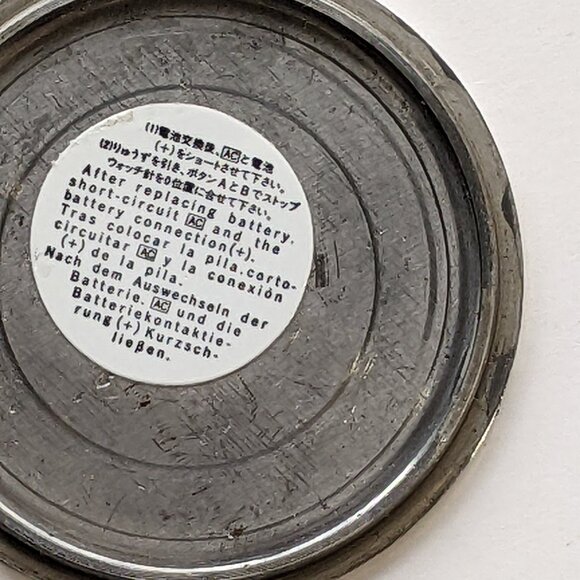 (1)電池交換後、ACと電池
(+)をショートさせて下さい。
(2)りゅうずを引き、ボタンAとBでストップ
ウォッチ針を0位置に合せて下さい。
After replacing battery,
short-circuit AC and the
battery connection(+).
Tras colocar la pila,corto-
circuitar AC y la conexión
(+) de la pila.
Nach dem Auswechseln der
Batterie, AC und die
Batteriekontaktie-
rung(+)Kurzsch-
ließen.